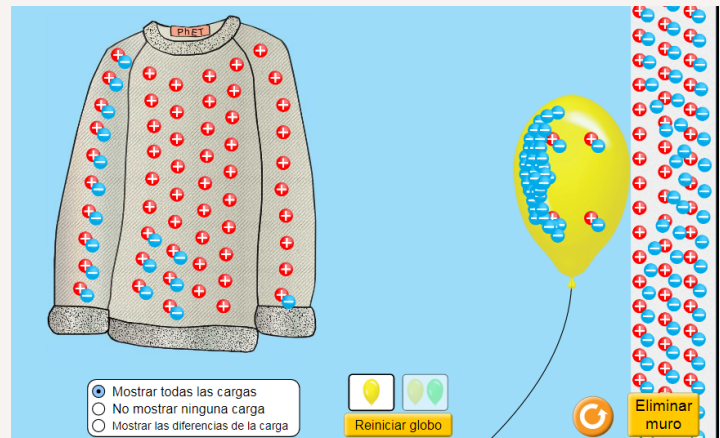 PhET
Mostrar todas las cargas
No mostrar ninguna carga
Mostrar las diferencias de la carga
Reiniciar globo
Eliminar
muro